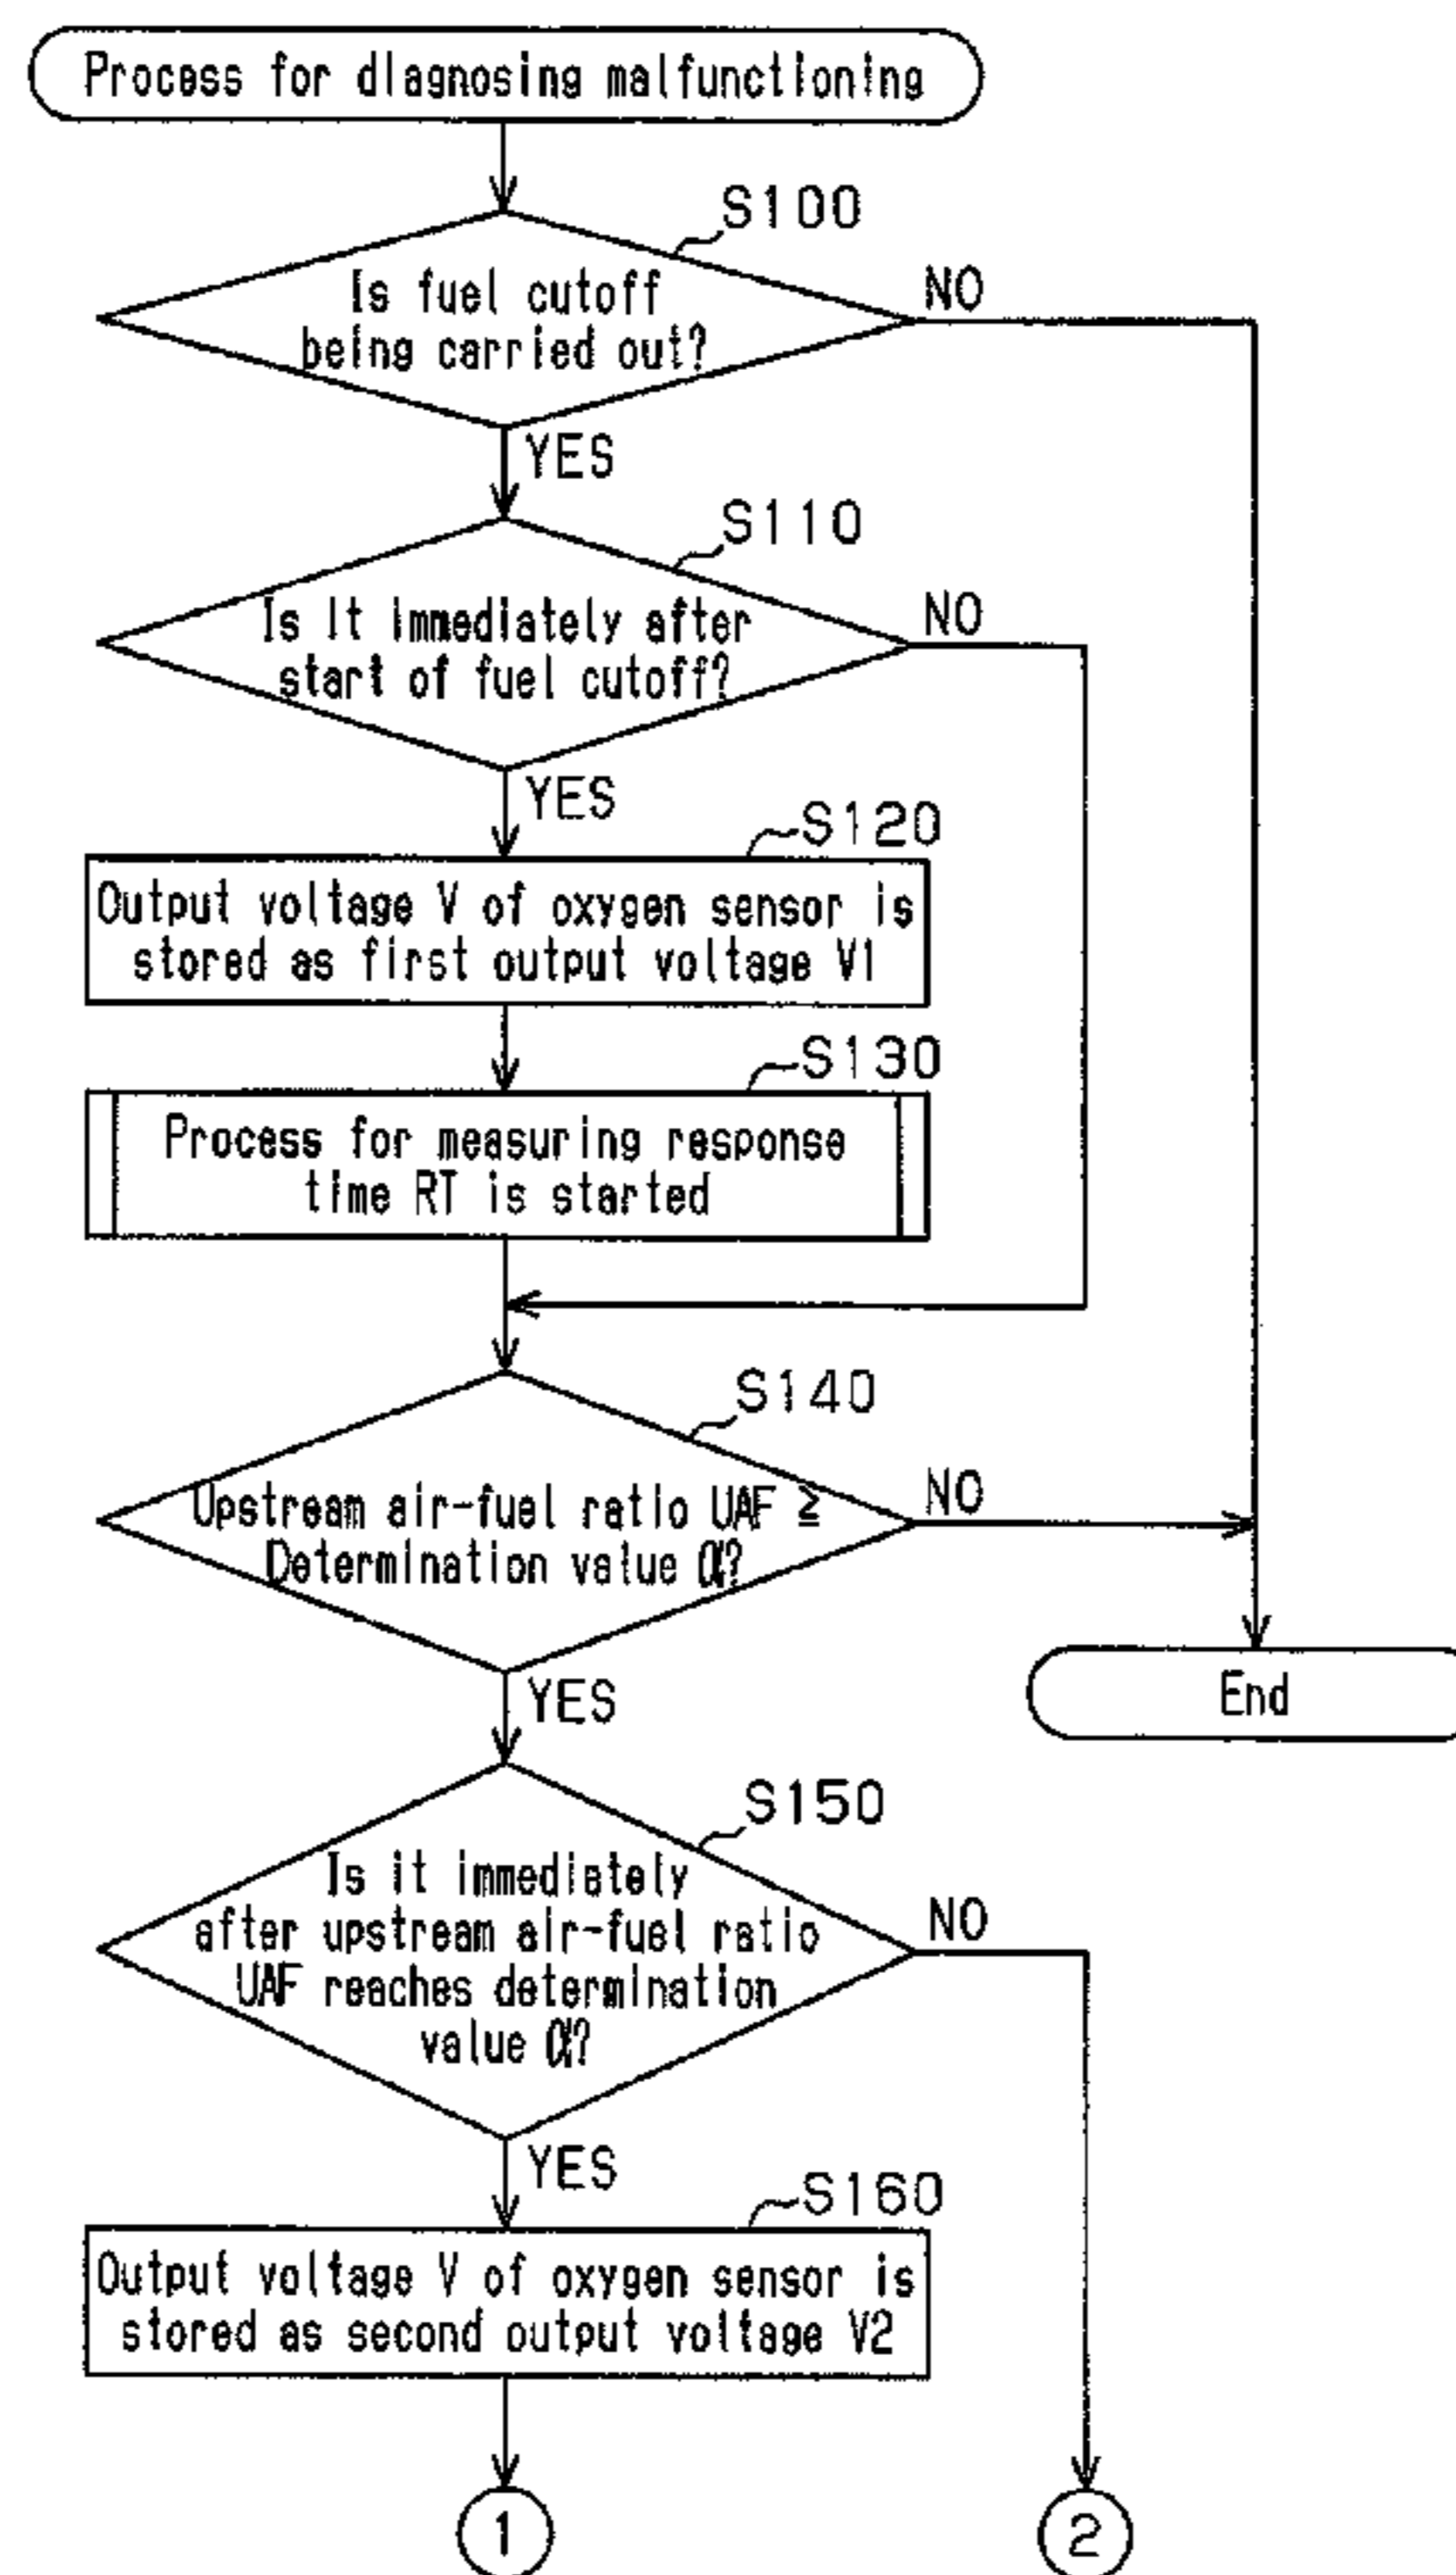 Process for diagnosing malfunctioning
S100
Is fuel cutoff
being carried out?
NO
YES
S110
Is it immediately after
start of fuel cutoff?
NO
YES
S120
Output voltage V of oxygen sensor is
stored as first output voltage V1
S130
Process for measuring response
time RT is started
S140
Upstream air-fuel ratio UAF ≧
Determination value α?
NO
YES
End
S150
Is it immediately
after upstream air-fuel ratio
UAF reaches determination
value α?
NO
YES
S160
Output voltage V of oxygen sensor is
stored as second output voltage V2
1
2